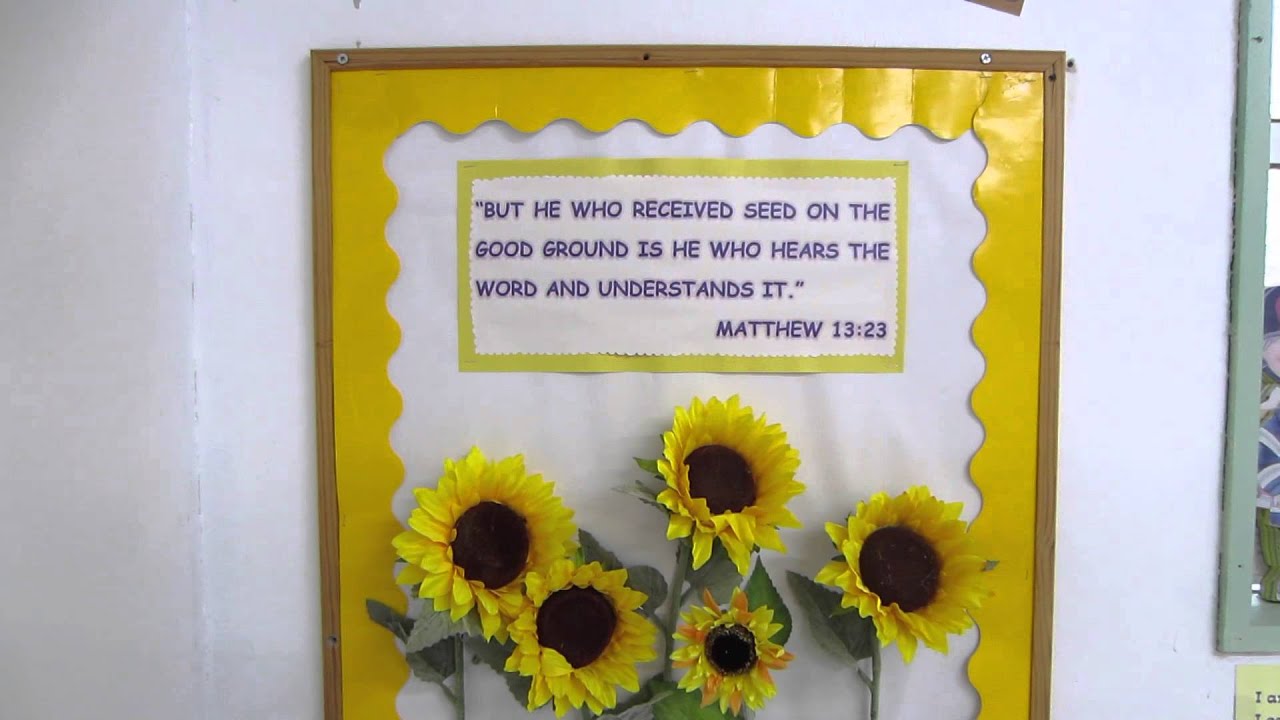 “BUT HE WHO RECEIVED SEED ON THE
GOOD GROUND IS HE WHO HEARS THE
WORD AND UNDERSTANDS IT.”
MATTHEW 13:23
I